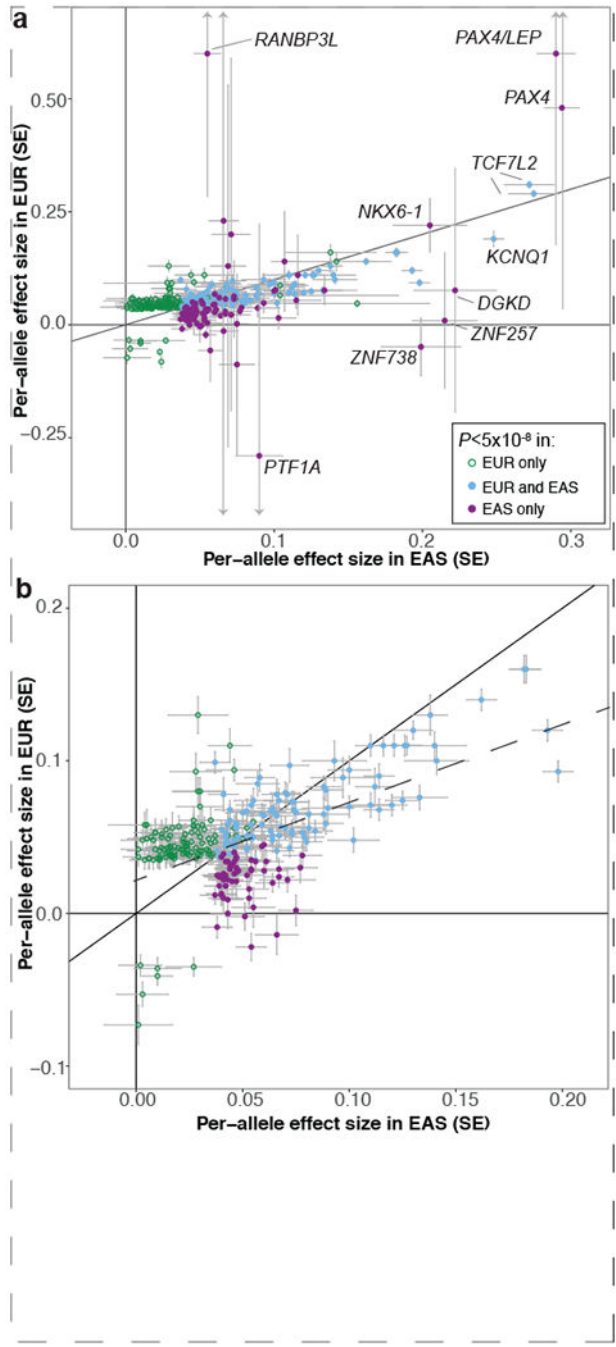 a
Per–allele effect size in EUR (SE)
0.50
0.25
0.0
−0.25
RANBP3L
PAX4/LEP
PAX4
TCF7L2
NKX6-1
KCNQ1
DGKD
ZNF257
ZNF738
PTF1A
P<5x10⁻⁸ in:
EUR only
EUR and EAS
EAS only
0.0 0.1 0.2 0.3
Per–allele effect size in EAS (SE)
b
Per–allele effect size in EUR (SE)
0.2
0.1
0.0
−0.1
0.00 0.05 0.10 0.15 0.20
Per–allele effect size in EAS (SE)